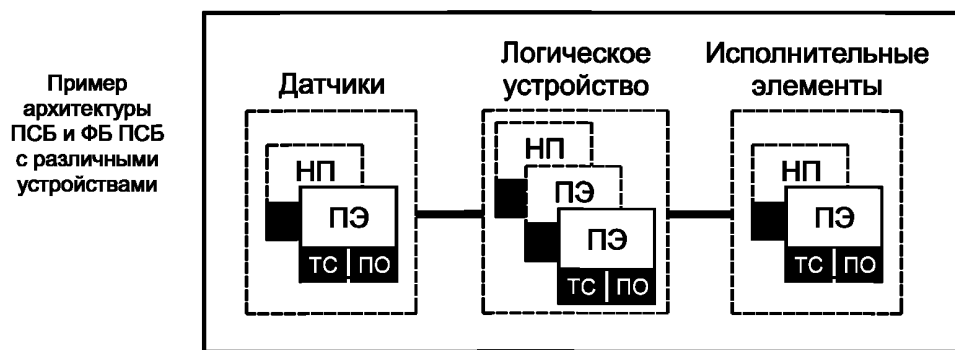 Пример
архитектуры
ПСБ и ФБ ПСБ
с различными
устройствами
Датчики
НП
ПЭ
ТС ПО
Логическое
устройство
НП
ПЭ
ПЭ
ТС ПО
Исполнительные
элементы
НП
ПЭ
ТС ПО